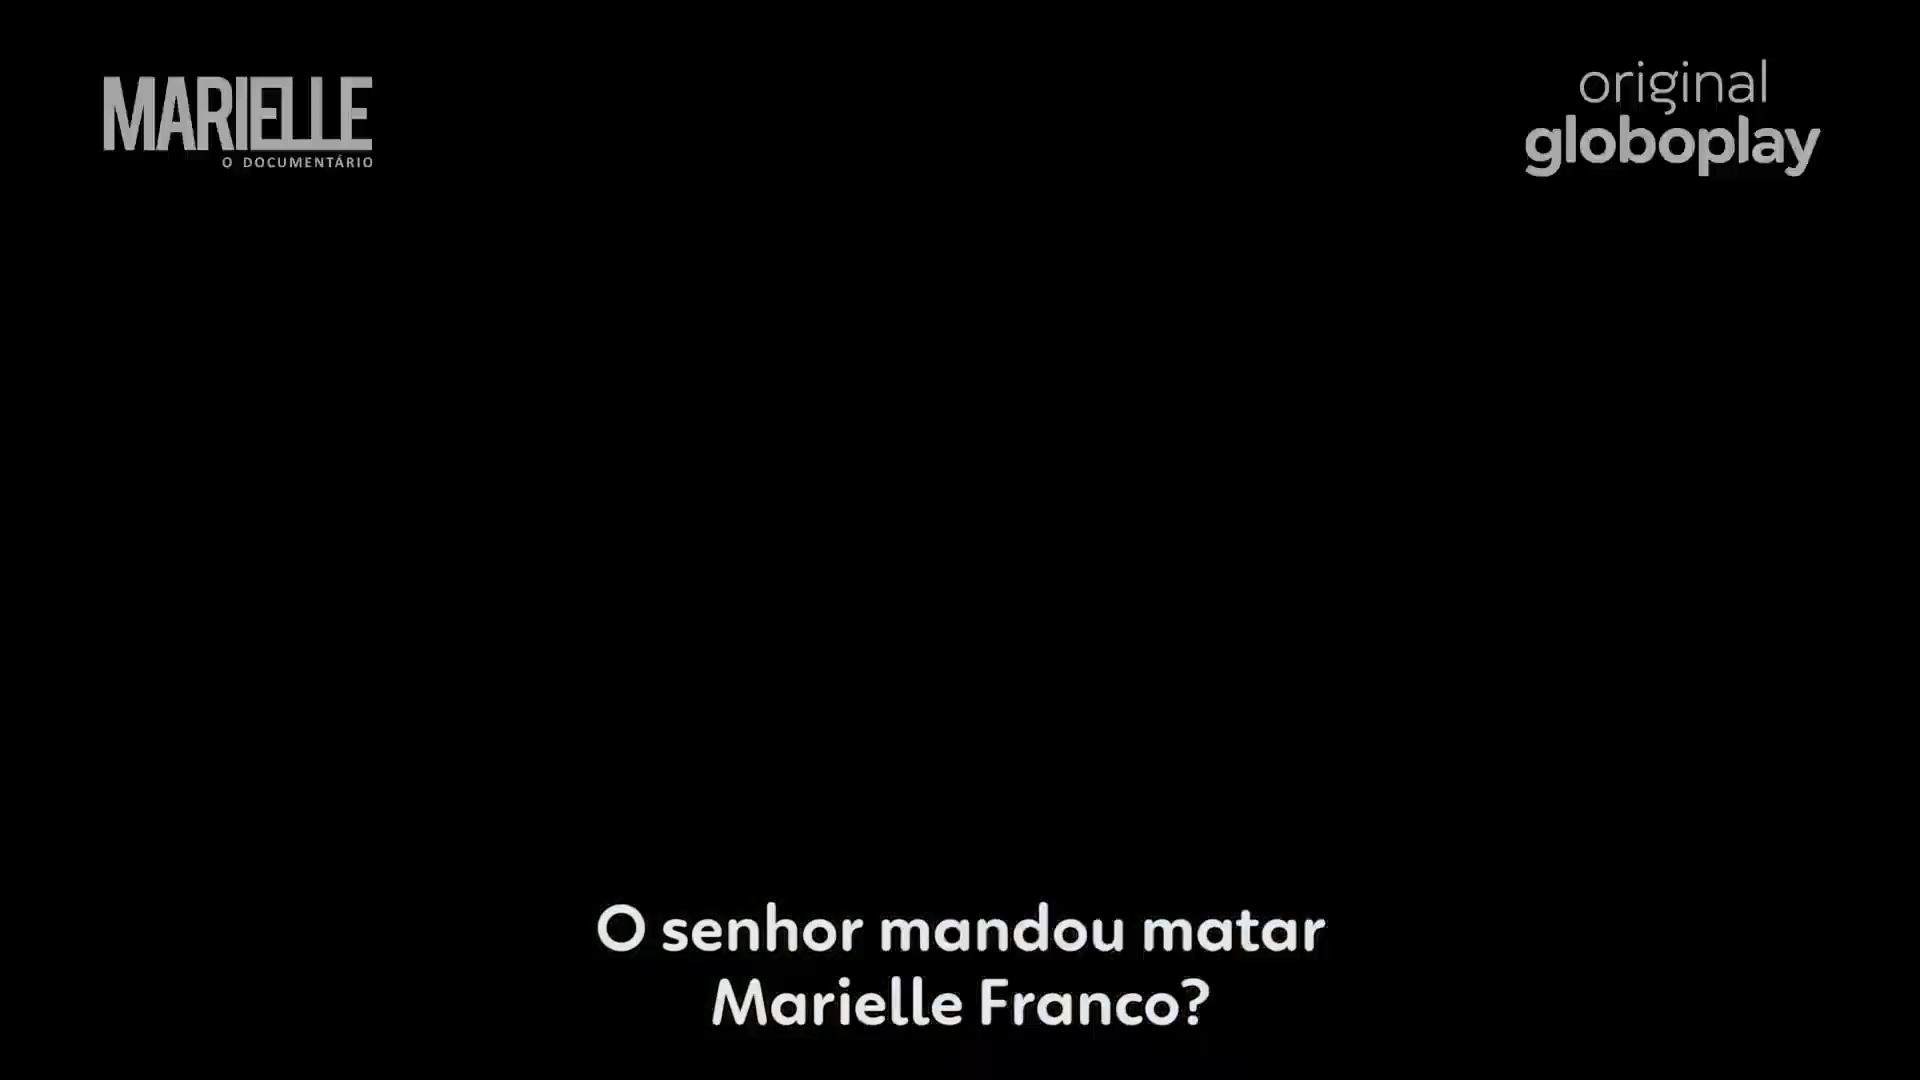 MARIELLE
O DOCUMENTÁRIO
original
globoplay
O senhor mandou matar
Marielle Franco?